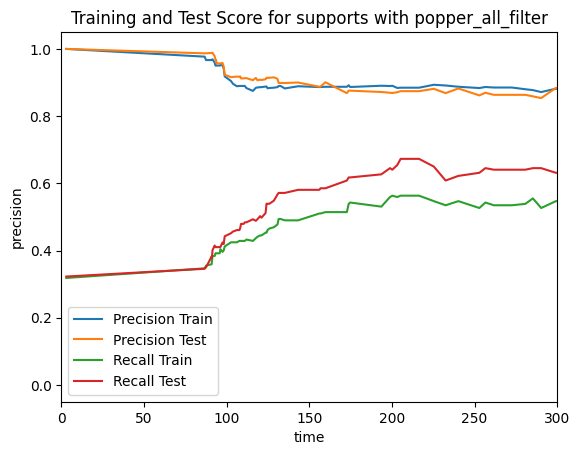 Training and Test Score for supports with popper_all_filter
1.0
0.8
0.6
0.4
0.2
0.0
precision
0
50
100
150
200
250
300
time
Precision Train
Precision Test
Recall Train
Recall Test